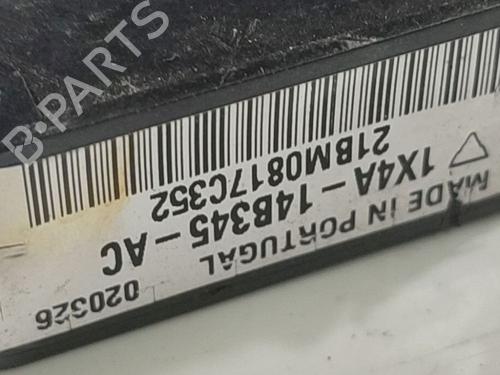 B-PARTS
21BM0817C352
1X4A-14B345-AC
MADE IN PORTUGAL
020326